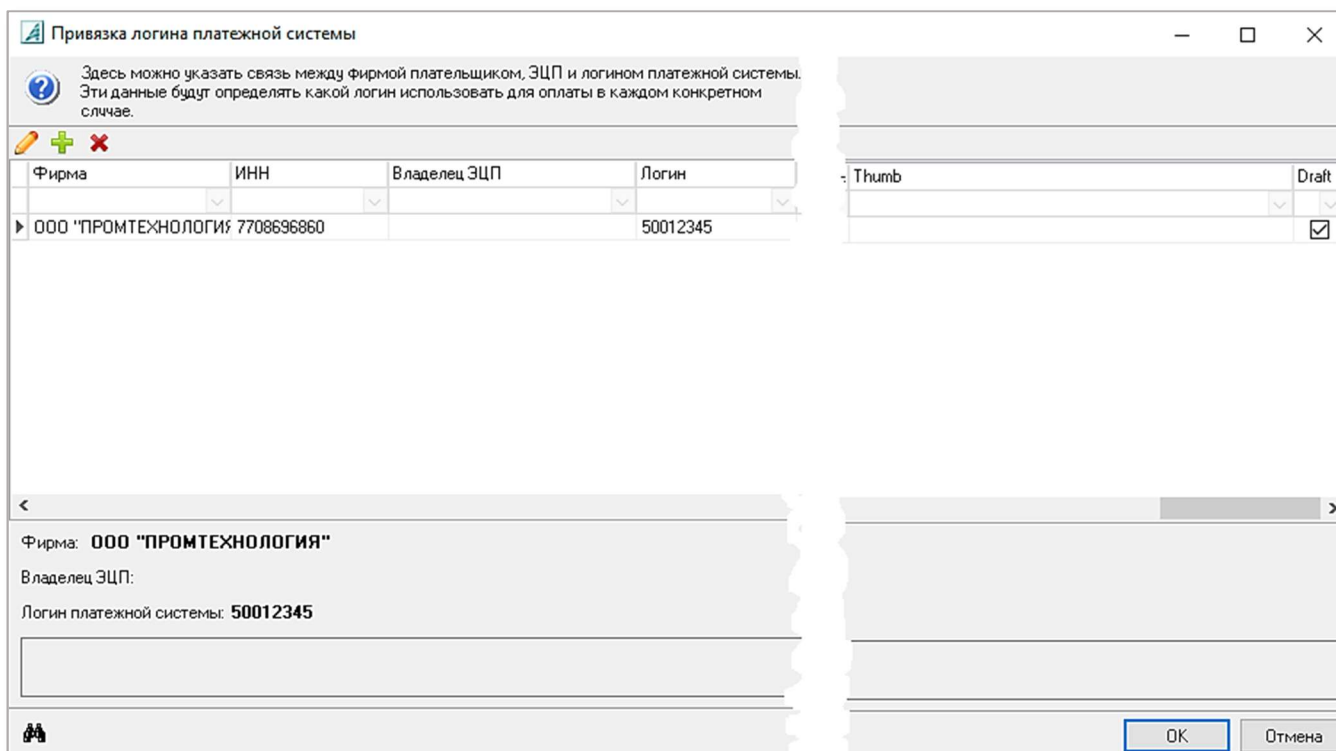 Привязка логина платежной системы
Здесь можно указать связь между фирмой плательщиком, ЭЦП и логином платежной системы.
Эти данные будут определять какой логин использовать для оплаты в каждом конкретном
случае.
Фирма ИНН Владелец ЭЦП Логин Thumb Draft
ООО "ПРОМТЕХНОЛОГИЯ 7708696860 50012345
Фирма: ООО "ПРОМТЕХНОЛОГИЯ"
Владелец ЭЦП:
Логин платежной системы: 50012345
OK Отмена